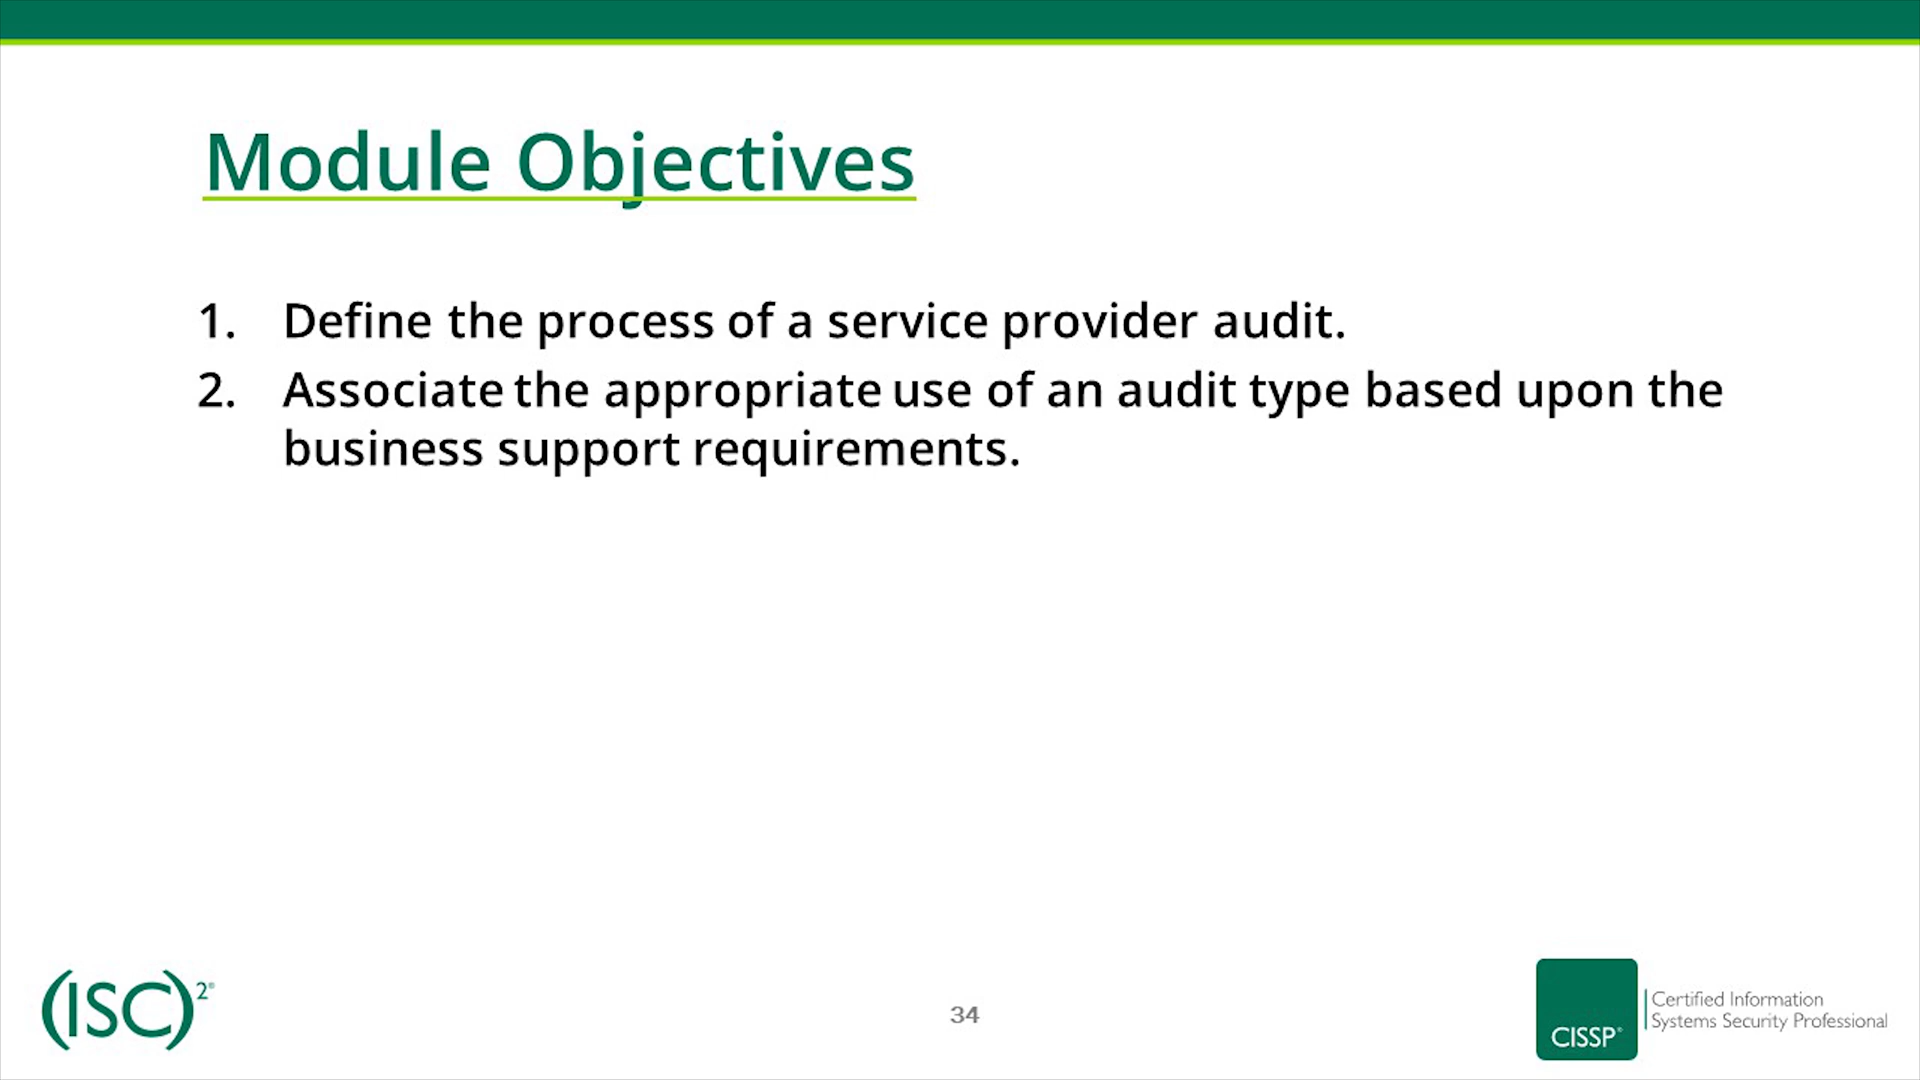 Module Objectives
1. Define the process of a service provider audit.
2. Associate the appropriate use of an audit type based upon the
business support requirements.
(ISC)²®
34
CISSP®
Certified Information
Systems Security Professional